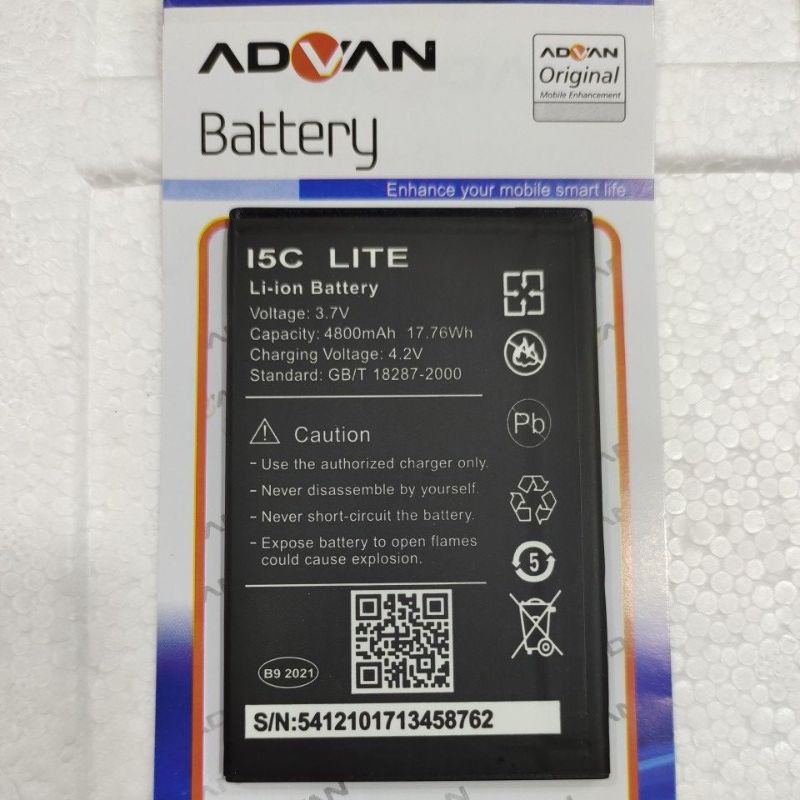 ADVAN
Battery
ADVAN
Original
Mobile Enhancement
Enhance your mobile smart life
I5C LITE
Li-ion Battery
Voltage: 3.7V
Capacity: 4800mAh 17.76Wh
Charging Voltage: 4.2V
Standard: GB/T 18287-2000
Caution
- Use the authorized charger only.
- Never disassemble by yourself.
- Never short-circuit the battery.
- Expose battery to open flames
could cause explosion.
Pb
5
B9 2021
S/N:5412101713458762